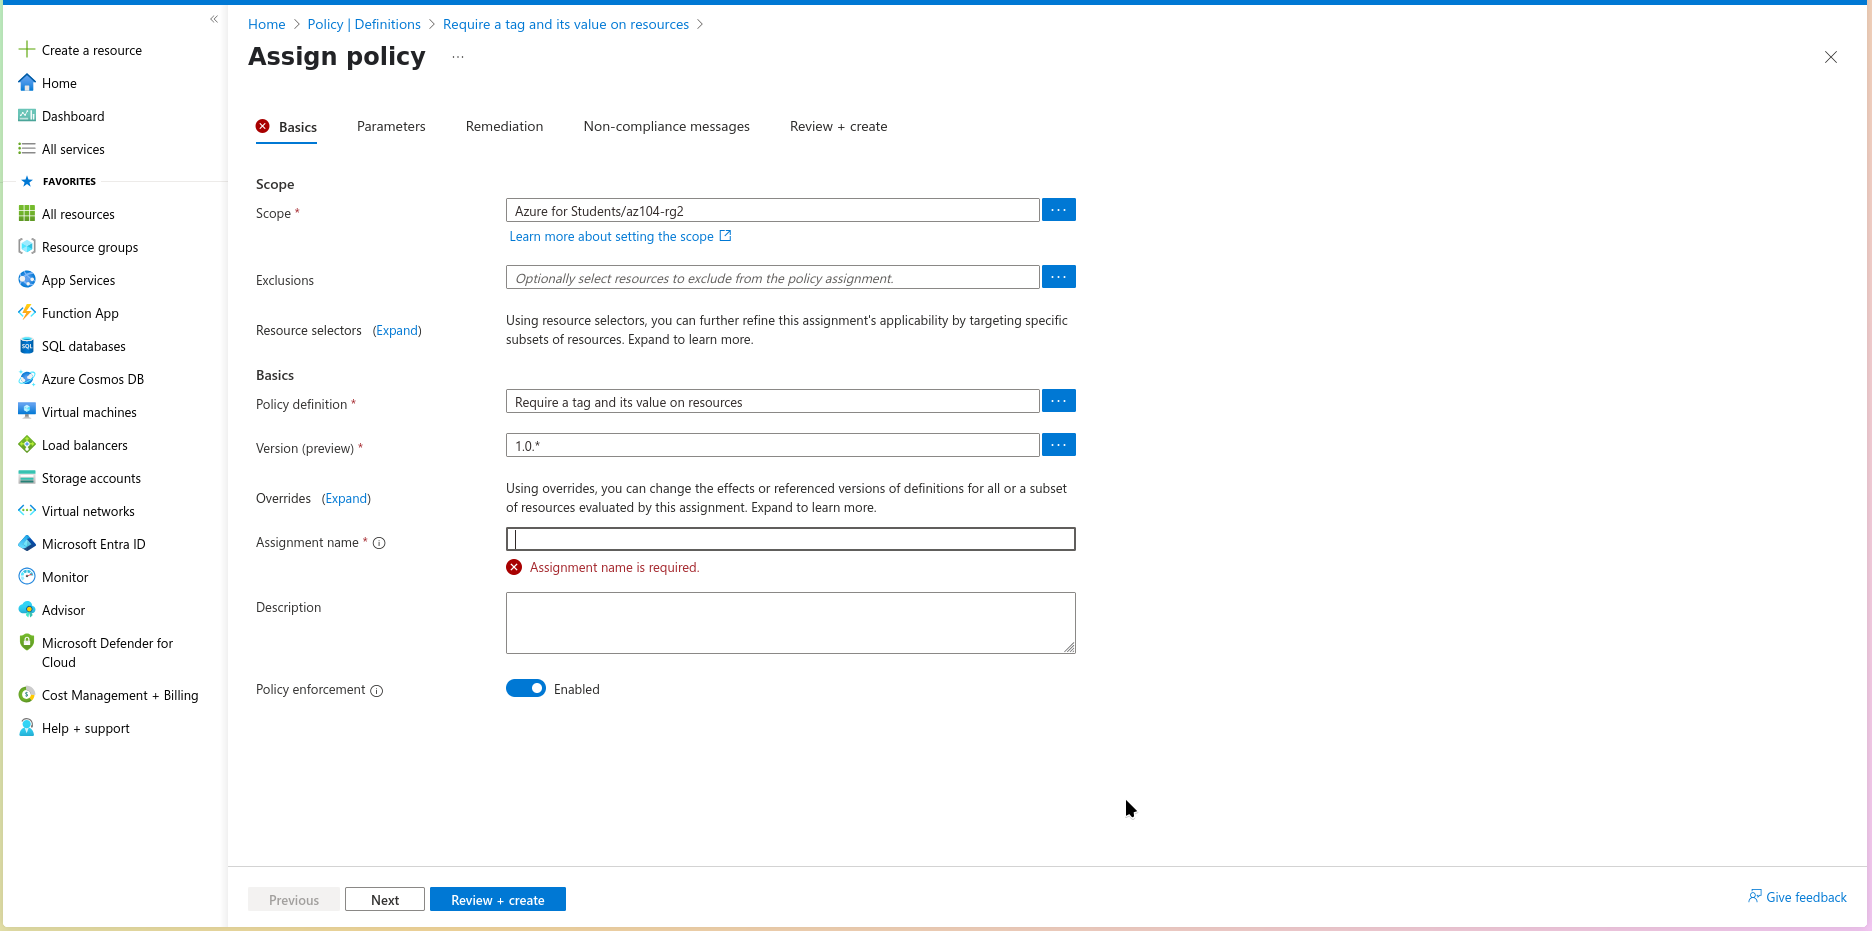 Create a resource
Home
Dashboard
All services
FAVORITES
All resources
Resource groups
App Services
Function App
SQL databases
Azure Cosmos DB
Virtual machines
Load balancers
Storage accounts
Virtual networks
Microsoft Entra ID
Monitor
Advisor
Microsoft Defender for
Cloud
Cost Management + Billing
Help + support
Home > Policy | Definitions > Require a tag and its value on resources >
Assign policy ...
Basics Parameters Remediation Non-compliance messages Review + create
Scope
Scope * Azure for Students/az104-rg2 ...
Learn more about setting the scope
Exclusions Optionally select resources to exclude from the policy assignment. ...
Resource selectors (Expand) Using resource selectors, you can further refine this assignment's applicability by targeting specific
subsets of resources. Expand to learn more.
Basics
Policy definition * Require a tag and its value on resources ...
Version (preview) * 1.0.* ...
Overrides (Expand) Using overrides, you can change the effects or referenced versions of definitions for all or a subset
of resources evaluated by this assignment. Expand to learn more.
Assignment name *
Assignment name is required.
Description
Policy enforcement Enabled
Previous Next Review + create Give feedback